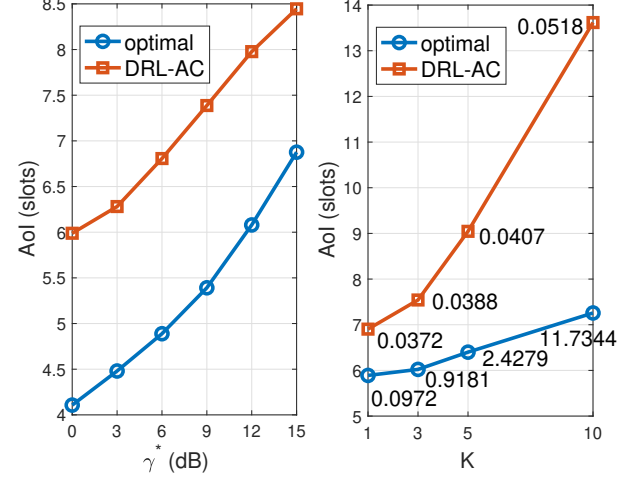 8.5
8
7.5
7
6.5
6
5.5
5
4.5
4
AoI (slots)
optimal
DRL-AC
0 3 6 9 12 15
γ* (dB)
14
13
12
11
10
9
8
7
6
5
AoI (slots)
optimal
DRL-AC
0.0518
0.0407
0.0388
0.0372
11.7344
2.4279
0.9181
0.0972
1 3 5 10
K